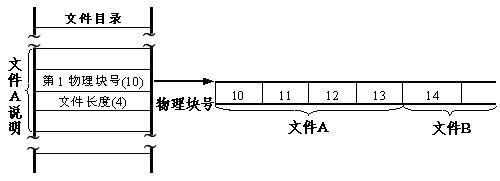 文件目录
文件A说明
第1物理块号(10)
文件长度(4)
物理块号
10 11 12 13 14
文件A 文件B